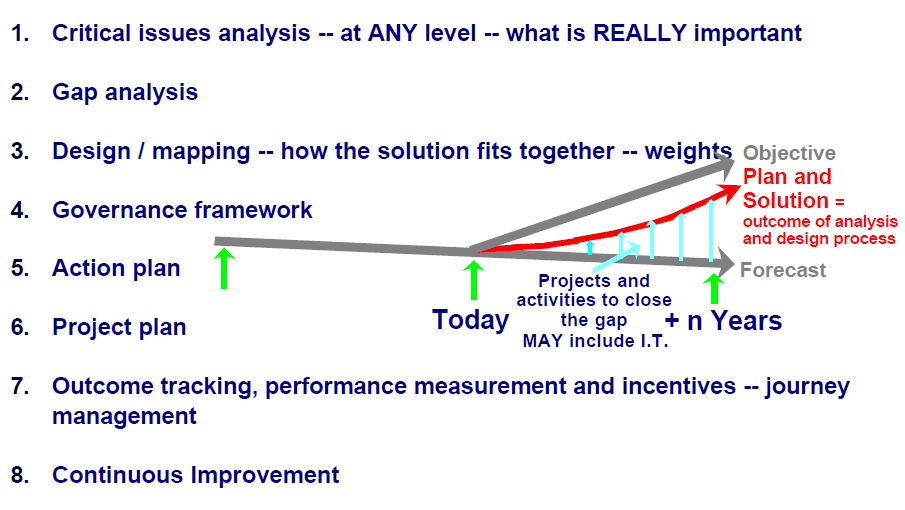 1. Critical issues analysis -- at ANY level -- what is REALLY important
2. Gap analysis
3. Design / mapping -- how the solution fits together -- weights
Objective
Plan and
Solution =
outcome of analysis
and design process
4. Governance framework
5. Action plan
Forecast
Projects and
activities to close
the gap
MAY include I.T.
Today
+ n Years
6. Project plan
7. Outcome tracking, performance measurement and incentives -- journey
management
8. Continuous Improvement